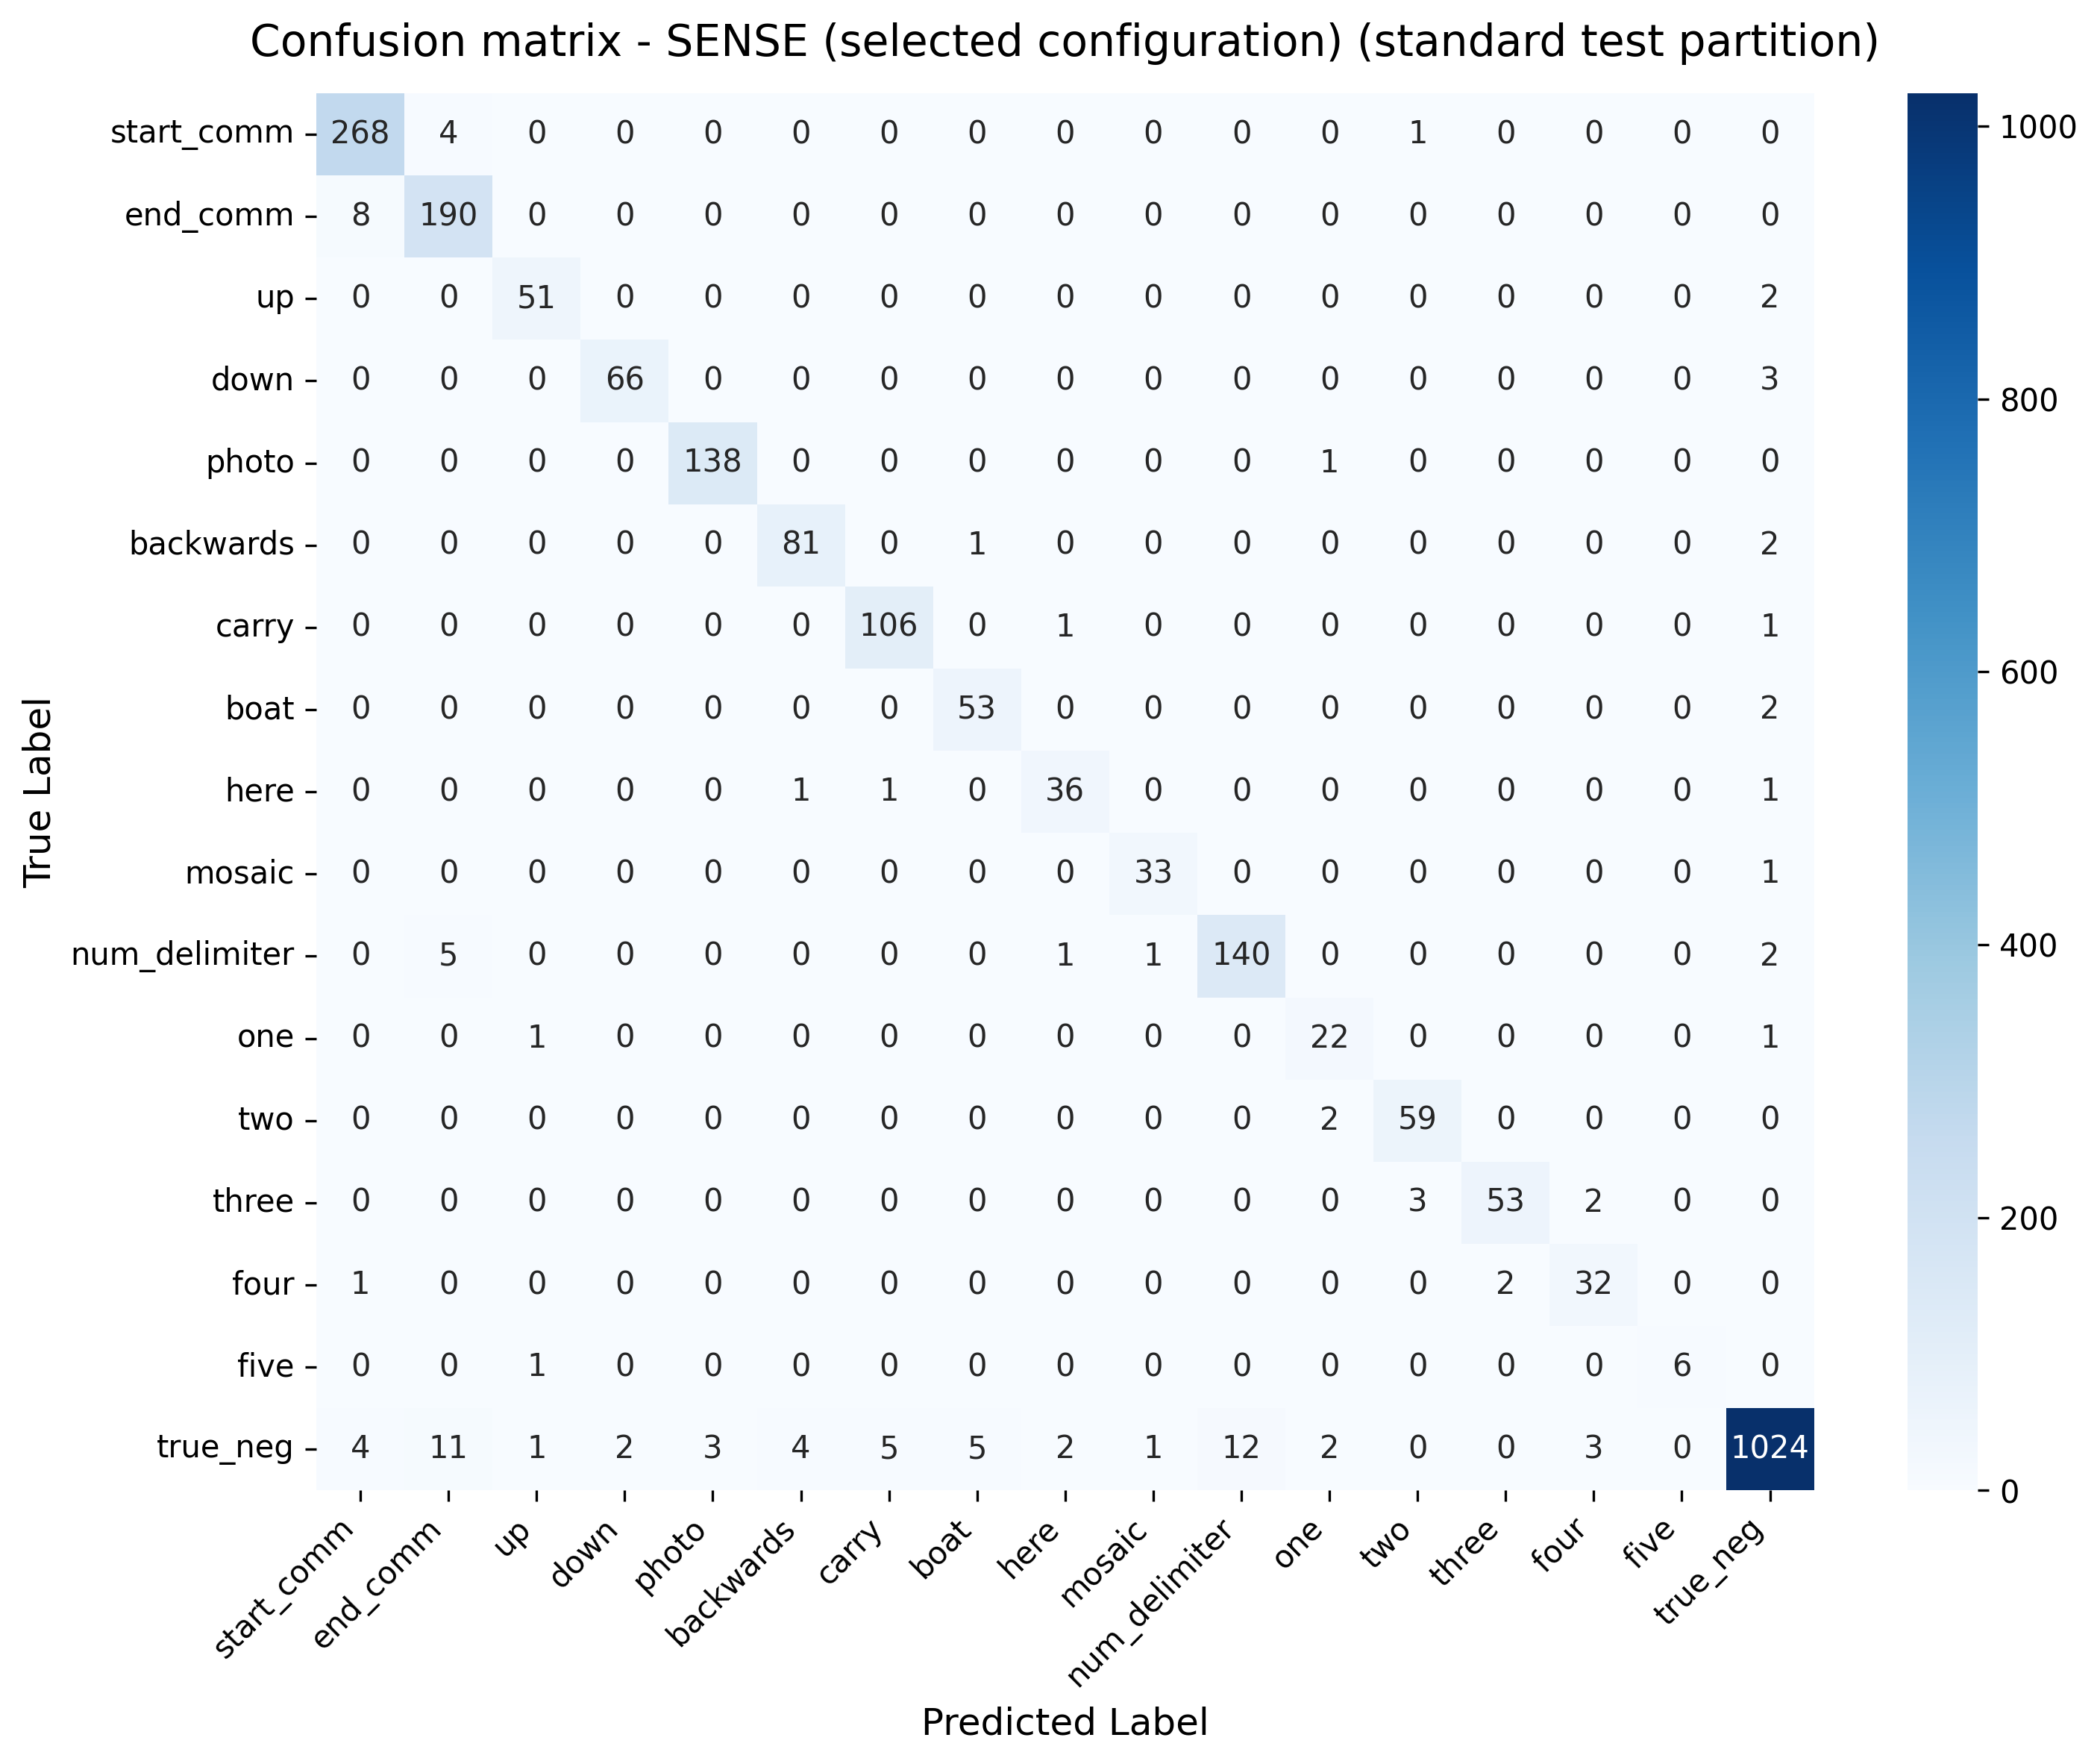 Confusion matrix - SENSE (selected configuration) (standard test partition)
True Label
start_comm 268 4 0 0 0 0 0 0 0 0 0 0 1 0 0 0 0
end_comm 8 190 0 0 0 0 0 0 0 0 0 0 0 0 0 0 0
up 0 0 51 0 0 0 0 0 0 0 0 0 0 0 0 0 2
down 0 0 0 66 0 0 0 0 0 0 0 0 0 0 0 0 3
photo 0 0 0 0 138 0 0 0 0 0 0 1 0 0 0 0 0
backwards 0 0 0 0 0 81 0 1 0 0 0 0 0 0 0 0 2
carry 0 0 0 0 0 0 106 0 1 0 0 0 0 0 0 0 1
boat 0 0 0 0 0 0 0 53 0 0 0 0 0 0 0 0 2
here 0 0 0 0 0 1 1 0 36 0 0 0 0 0 0 0 1
mosaic 0 0 0 0 0 0 0 0 0 33 0 0 0 0 0 0 1
num_delimiter 0 5 0 0 0 0 0 0 1 1 140 0 0 0 0 0 2
one 0 0 1 0 0 0 0 0 0 0 0 22 0 0 0 0 1
two 0 0 0 0 0 0 0 0 0 0 0 2 59 0 0 0 0
three 0 0 0 0 0 0 0 0 0 0 0 0 3 53 2 0 0
four 1 0 0 0 0 0 0 0 0 0 0 0 0 2 32 0 0
five 0 0 1 0 0 0 0 0 0 0 0 0 0 0 0 6 0
true_neg 4 11 1 2 3 4 5 5 2 1 12 2 0 0 3 0 1024
start_comm end_comm up down photo backwards carry boat here mosaic num_delimiter one two three four five true_neg
Predicted Label
1000
800
600
400
200
0